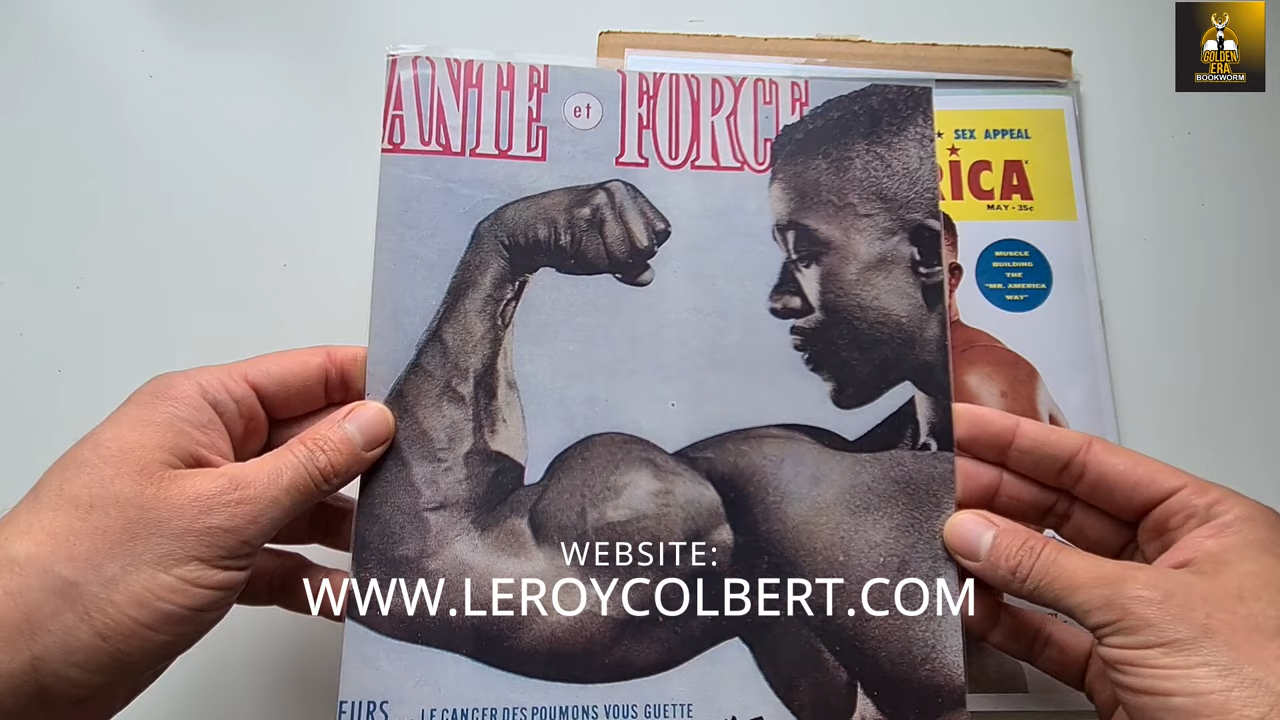 ANTE et FORCE
GOLDEN
ERA
BOOKWORM
SEX APPEAL
RICA
MAY - 35¢
MUSCLE
BUILDING
THE
"MR. AMERICA
WAY"
WEBSITE:
WWW.LEROYCOLBERT.COM
EURS... LE CANCER DES POUMONS VOUS GUETTE